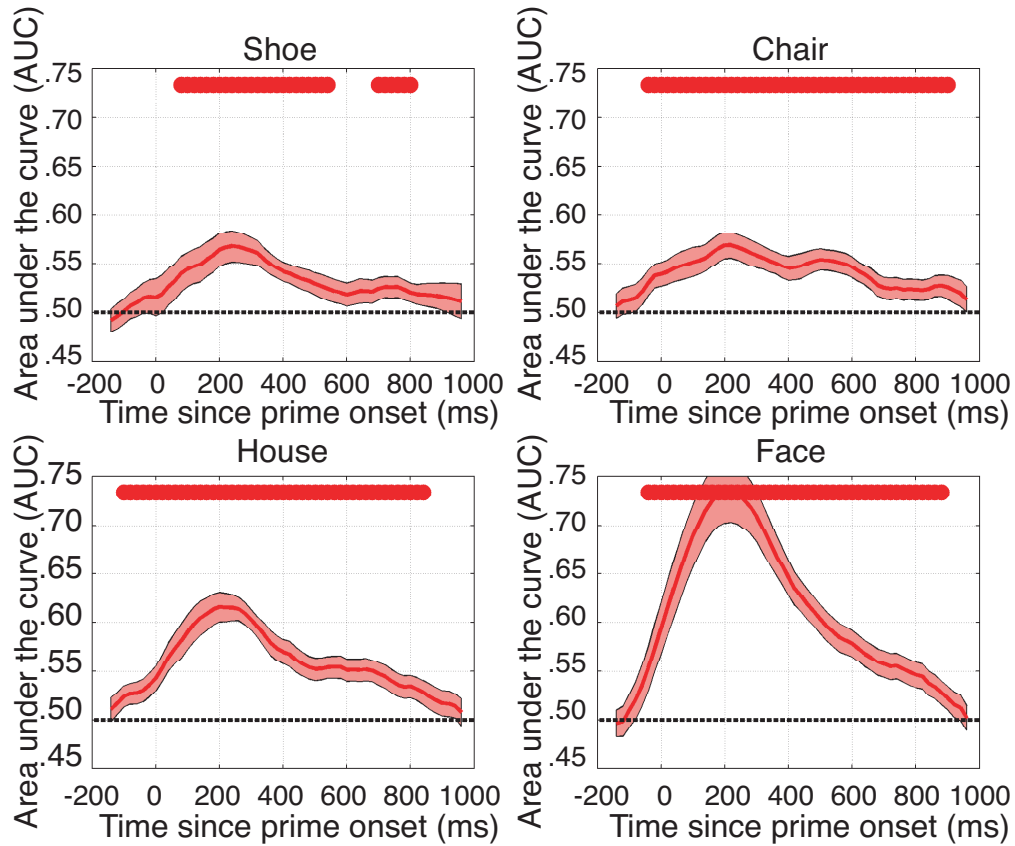 Shoe
Area under the curve (AUC)
.75
.70
.65
.60
.55
.50
.45
-200 0 200 400 600 800 1000
Time since prime onset (ms)
Chair
Area under the curve (AUC)
.75
.70
.65
.60
.55
.50
.45
-200 0 200 400 600 800 1000
Time since prime onset (ms)
House
Area under the curve (AUC)
.75
.70
.65
.60
.55
.50
.45
-200 0 200 400 600 800 1000
Time since prime onset (ms)
Face
Area under the curve (AUC)
.75
.70
.65
.60
.55
.50
.45
-200 0 200 400 600 800 1000
Time since prime onset (ms)